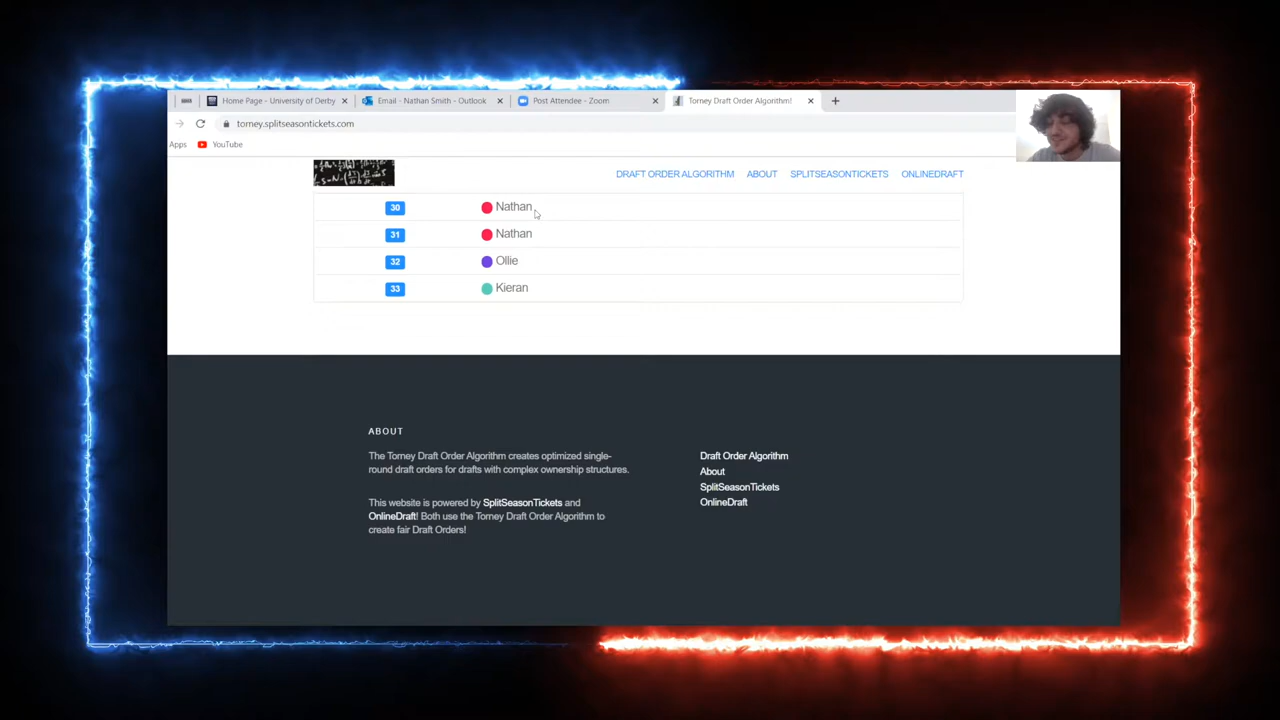 Home Page - University of Derby
Email - Nathan Smith - Outlook
Post Attendee - Zoom
Torney Draft Order Algorithm!
torney.splitseasontickets.com
Apps
YouTube
DRAFT ORDER ALGORITHM
ABOUT
SPLITSEASONTICKETS
ONLINEDRAFT
30 Nathan
31 Nathan
32 Ollie
33 Kieran
ABOUT
The Torney Draft Order Algorithm creates optimized single-
round draft orders for drafts with complex ownership structures.
This website is powered by SplitSeasonTickets and
OnlineDraft! Both use the Torney Draft Order Algorithm to
create fair Draft Orders!
Draft Order Algorithm
About
SplitSeasonTickets
OnlineDraft